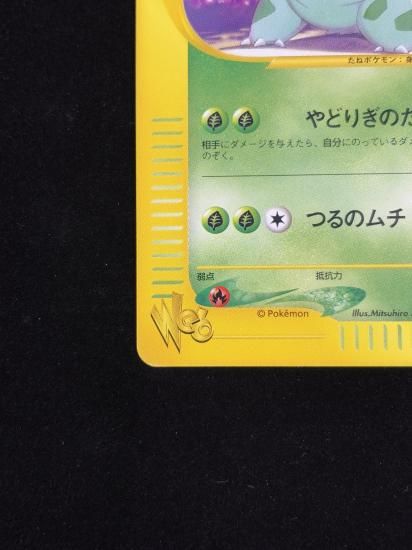 たねポケモン：
やどりぎのた
相手にダメージを与えたら、自分にのっているダメ
のぞく。
つるのムチ
弱点
抵抗力
Web
© Pokémon
Illus.Mitsuhiro